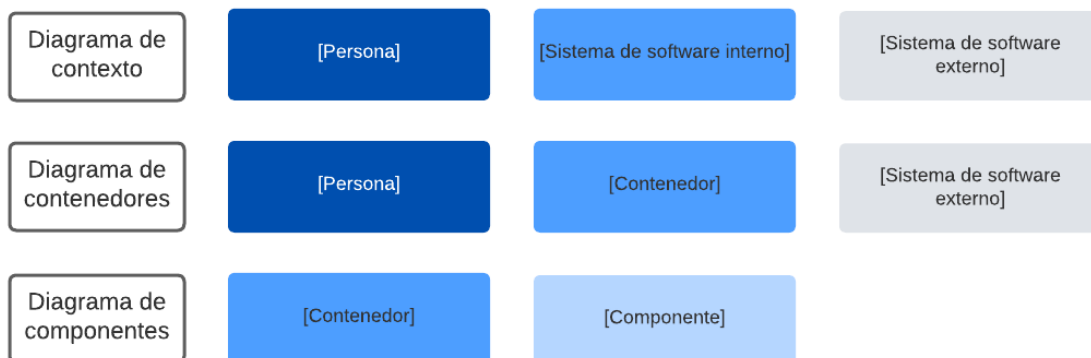 Diagrama de
contexto
[Persona]
[Sistema de software interno]
[Sistema de software
externo]
Diagrama de
contenedores
[Persona]
[Contenedor]
[Sistema de software
externo]
Diagrama de
componentes
[Contenedor]
[Componente]